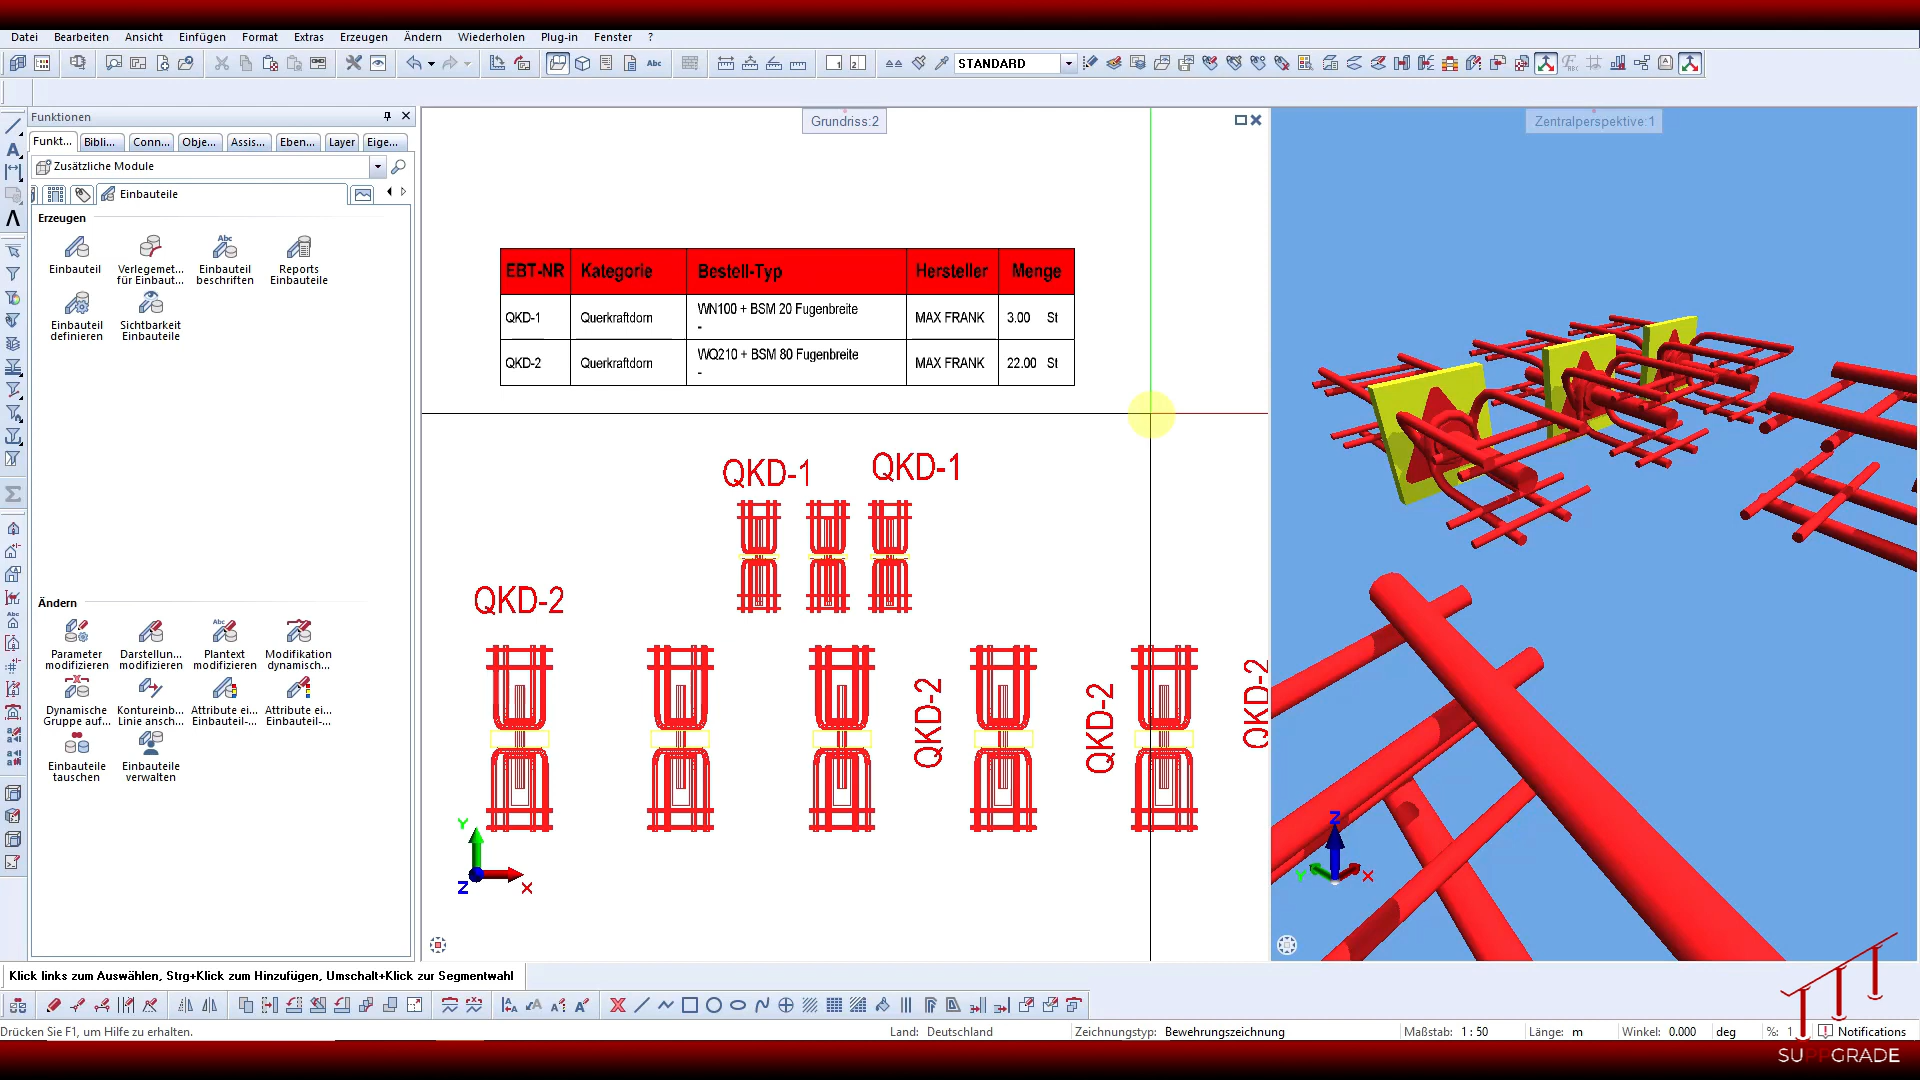 Datei Bearbeiten Ansicht Einfügen Format Extras Erzeugen Ändern Wiederholen Plug-in Fenster ?
1 2 STANDARD
Abc
Funktionen
Funkt... Bibli... Conn... Obje... Assis... Eben... Layer Eige...
Zusätzliche Module
Einbauteile
Erzeugen
Einbauteil
Verlegemet...
für Einbaut...
Einbauteil
beschriften
Reports
Einbauteile
Einbauteil
definieren
Sichtbarkeit
Einbauteile
Ändern
Parameter
modifizieren
Darstellun...
modifizieren
Plantext
modifizieren
Modifikation
dynamisch...
Dynamische
Gruppe auf...
Kontureinb...
Linie ansch...
Attribute ei...
Einbauteil-...
Attribute ei...
Einbauteil-...
Einbauteile
tauschen
Einbauteile
verwalten
Grundriss:2
EBT-NR Kategorie Bestell-Typ Hersteller Menge
QKD-1 Querkraftdorn WN100 + BSM 20 Fugenbreite MAX FRANK 3.00 St
-
QKD-2 Querkraftdorn WQ210 + BSM 80 Fugenbreite MAX FRANK 22.00 St
-
QKD-1
QKD-1
QKD-2
QKD-2
QKD-2
QKD-2
Y
Z X
Zentralperspektive:1
Z
Y X
Klick links zum Auswählen, Strg+Klick zum Hinzufügen, Umschalt+Klick zur Segmentwahl
Drücken Sie F1, um Hilfe zu erhalten. Land: Deutschland Zeichnungstyp: Bewehrungszeichnung Maßstab: 1 : 50 Länge: m Winkel: 0.000 deg %: 1 Notifications
SUPPGRADE